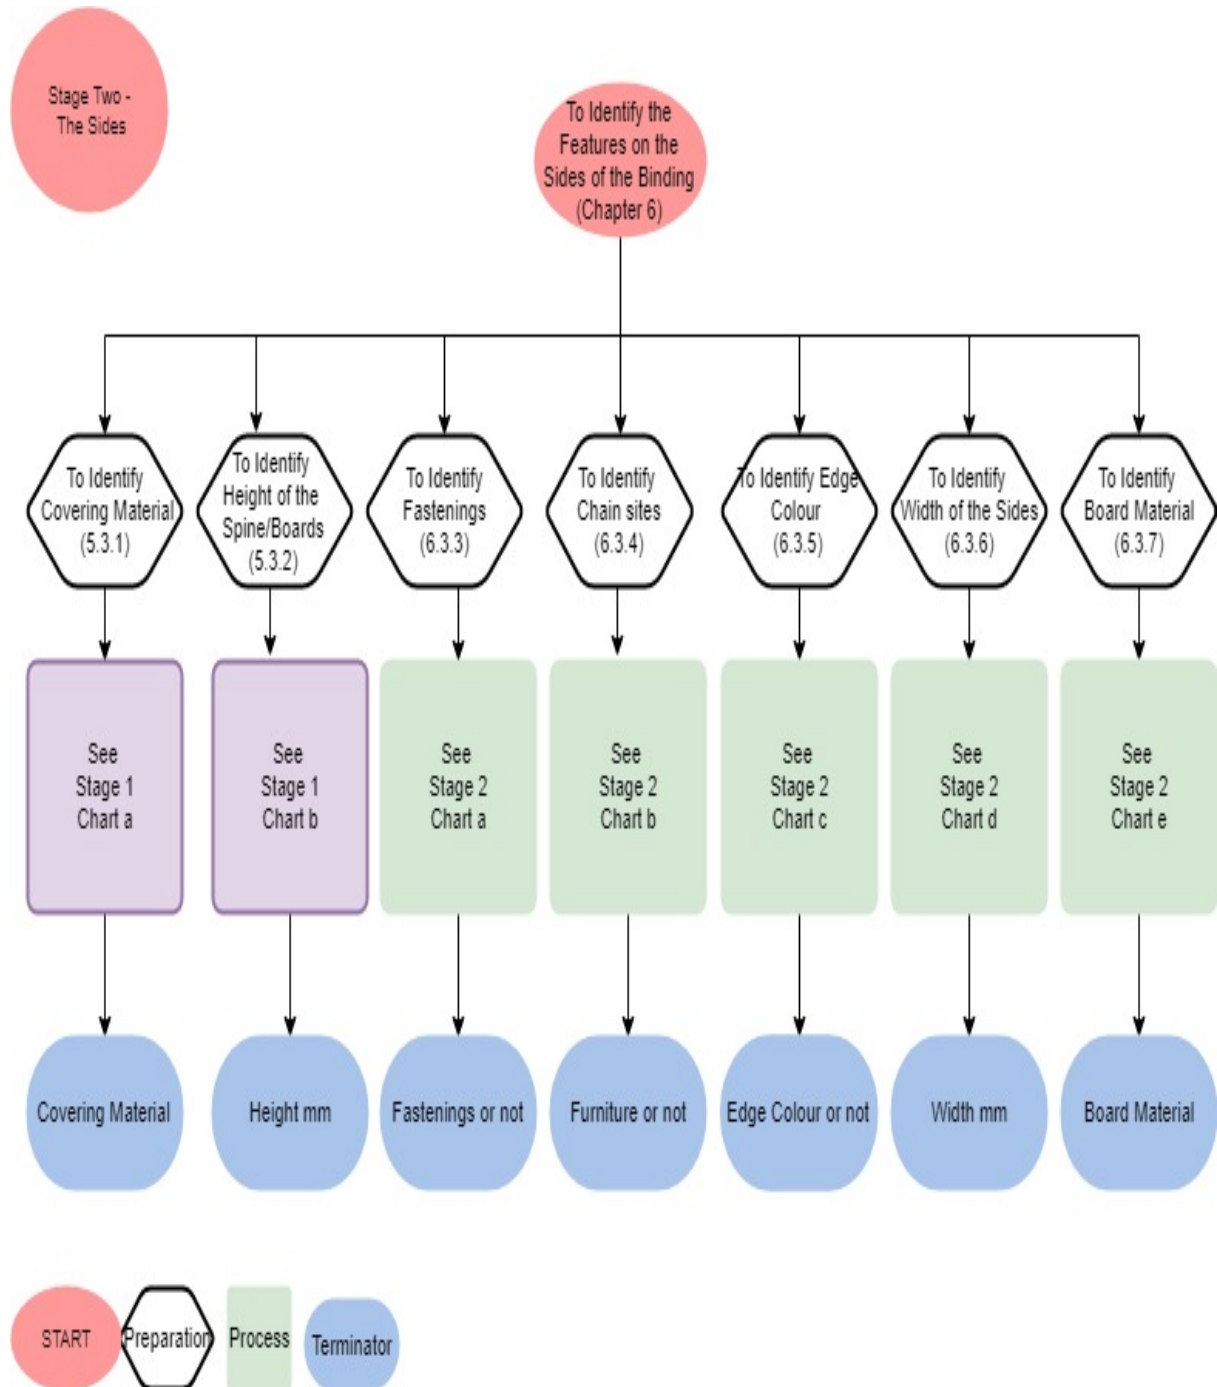 Stage Two -
The Sides
To Identify the
Features on the
Sides of the Binding
(Chapter 6)
To Identify
Covering Material
(5.3.1)
To Identify
Height of the
Spine/Boards
(5.3.2)
To Identify
Fastenings
(6.3.3)
To Identify
Chain sites
(6.3.4)
To Identify Edge
Colour
(6.3.5)
To Identify
Width of the Sides
(6.3.6)
To Identify
Board Material
(6.3.7)
See
Stage 1
Chart a
See
Stage 1
Chart b
See
Stage 2
Chart a
See
Stage 2
Chart b
See
Stage 2
Chart c
See
Stage 2
Chart d
See
Stage 2
Chart e
Covering Material
Height mm
Fastenings or not
Furniture or not
Edge Colour or not
Width mm
Board Material
START
Preparation
Process
Terminator